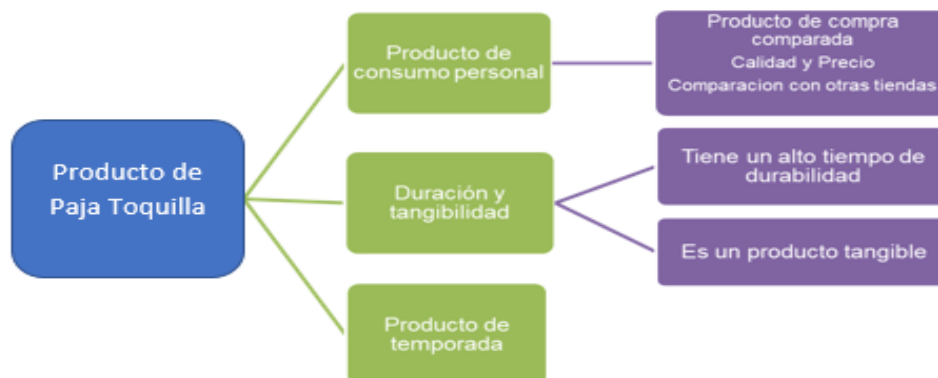 Producto de
Paja Toquilla
Producto de
consumo personal
Producto de compra
comparada
Calidad y Precio
Comparacion con otras tiendas
Duración y
tangibilidad
Tiene un alto tiempo de
durabilidad
Es un producto tangible
Producto de
temporada